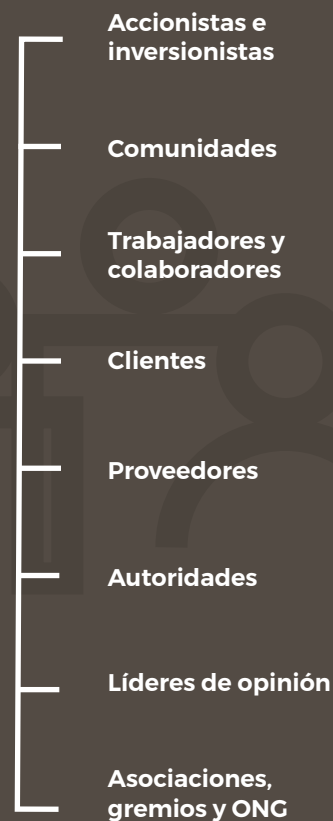 Accionistas e
inversionistas
Comunidades
Trabajadores y
colaboradores
Clientes
Proveedores
Autoridades
Líderes de opinión
Asociaciones,
gremios y ONG